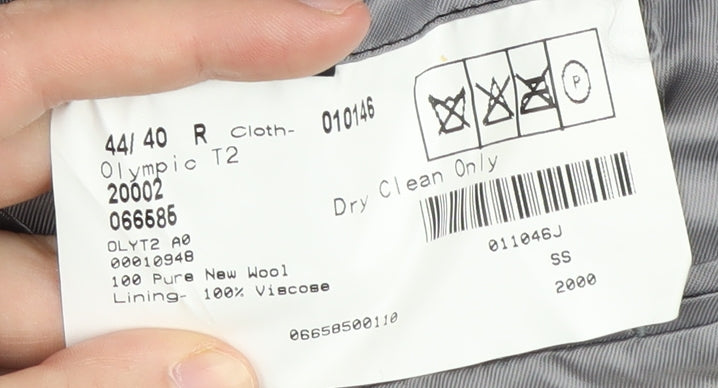 44/ 40 R Cloth- 010146
Olympic T2
20002
066585
OLYT2 A0
00010948
100 Pure New Wool
Lining- 100% Viscose
06658500110
P
Dry Clean Only
011046J
SS
2000